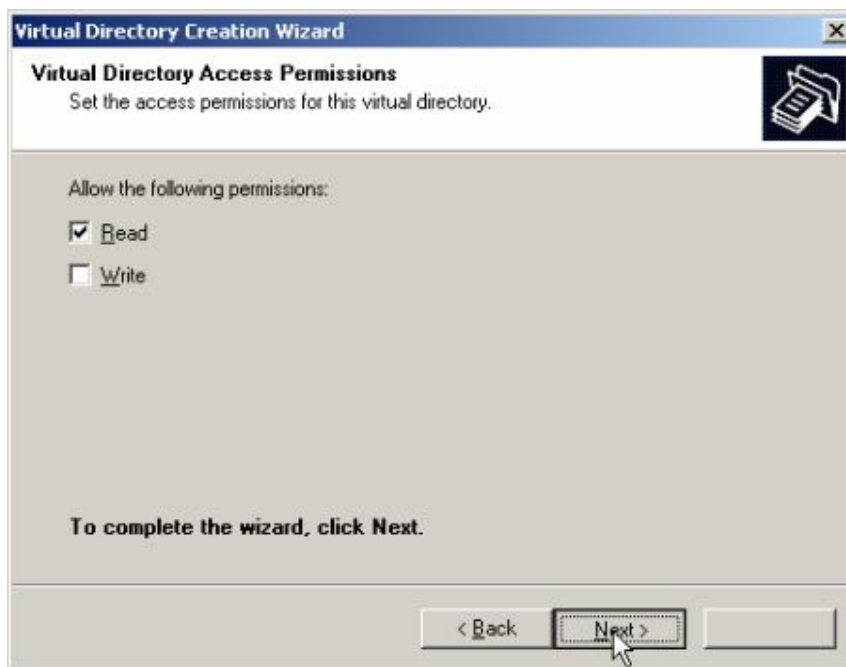 Virtual Directory Creation Wizard
Virtual Directory Access Permissions
Set the access permissions for this virtual directory.
Allow the following permissions:
Read
Write
To complete the wizard, click Next.
< Back Next >